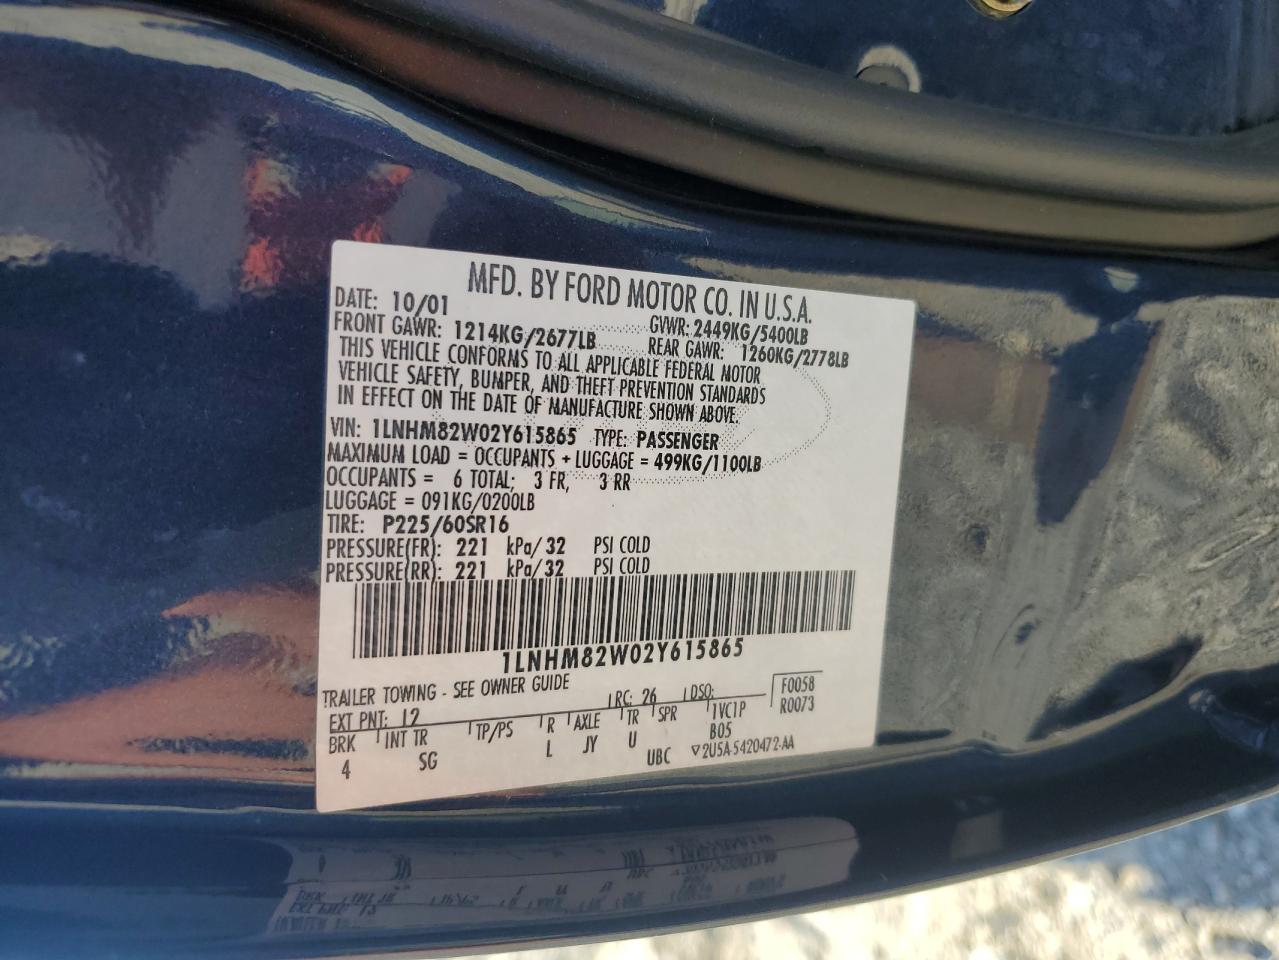 MFD. BY FORD MOTOR CO. IN U.S.A.
DATE: 10/01 GVWR: 2449KG/5400LB
FRONT GAWR: 1214KG/2677LB REAR GAWR: 1260KG/2778LB
THIS VEHICLE CONFORMS TO ALL APPLICABLE FEDERAL MOTOR
VEHICLE SAFETY, BUMPER, AND THEFT PREVENTION STANDARDS
IN EFFECT ON THE DATE OF MANUFACTURE SHOWN ABOVE.
VIN: 1LNHM82W02Y615865 TYPE: PASSENGER
MAXIMUM LOAD = OCCUPANTS + LUGGAGE = 499KG/1100LB
OCCUPANTS = 6 TOTAL; 3 FR, 3 RR
LUGGAGE = 091KG/0200LB
TIRE: P225/60SR16
PRESSURE(FR): 221 kPa/32 PSI COLD
PRESSURE(RR): 221 kPa/32 PSI COLD
1LNHM82W02Y615865
TRAILER TOWING - SEE OWNER GUIDE
EXT PNT: RC: 26 DSO: F0058
BRK INT TR TP/PS R AXLE TR SPR 1VC1P R0073
4 SG L JY U UBC B05
▽2U5A-5420472-AA